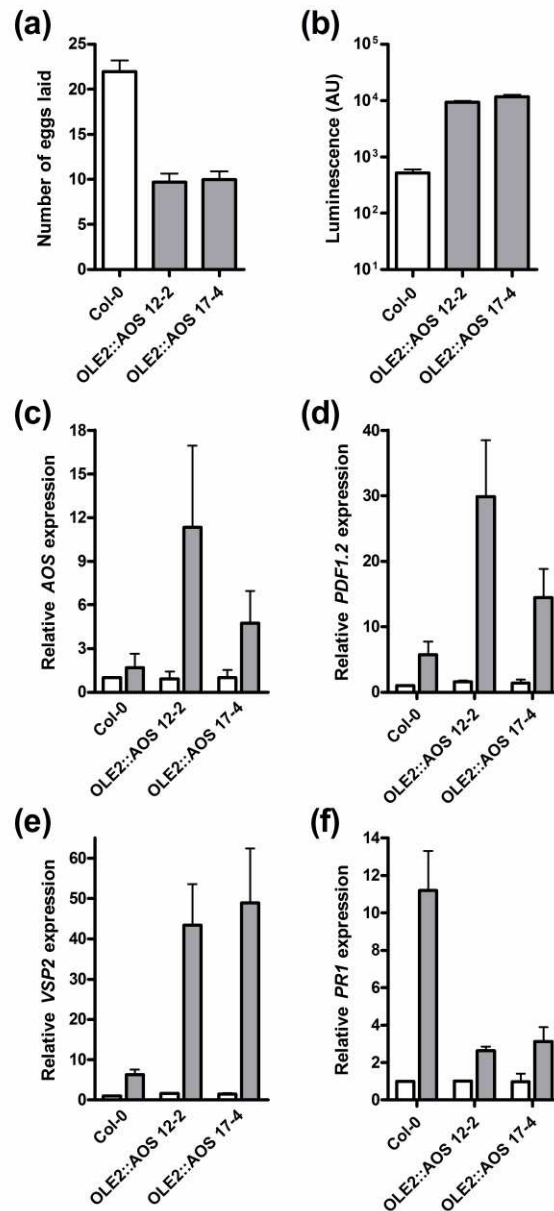 (a)
Number of eggs laid
25
20
15
10
5
0
Col-0
OLE2::AOS 12-2
OLE2::AOS 17-4
(b)
Luminescence (AU)
10⁵
10⁴
10³
10²
10¹
Col-0
OLE2::AOS 12-2
OLE2::AOS 17-4
(c)
Relative AOS expression
18
15
12
9
6
3
0
Col-0
OLE2::AOS 12-2
OLE2::AOS 17-4
(d)
Relative PDF1.2 expression
40
30
20
10
0
Col-0
OLE2::AOS 12-2
OLE2::AOS 17-4
(e)
Relative VSP2 expression
60
50
40
30
20
10
0
Col-0
OLE2::AOS 12-2
OLE2::AOS 17-4
(f)
Relative PR1 expression
14
12
10
8
6
4
2
0
Col-0
OLE2::AOS 12-2
OLE2::AOS 17-4